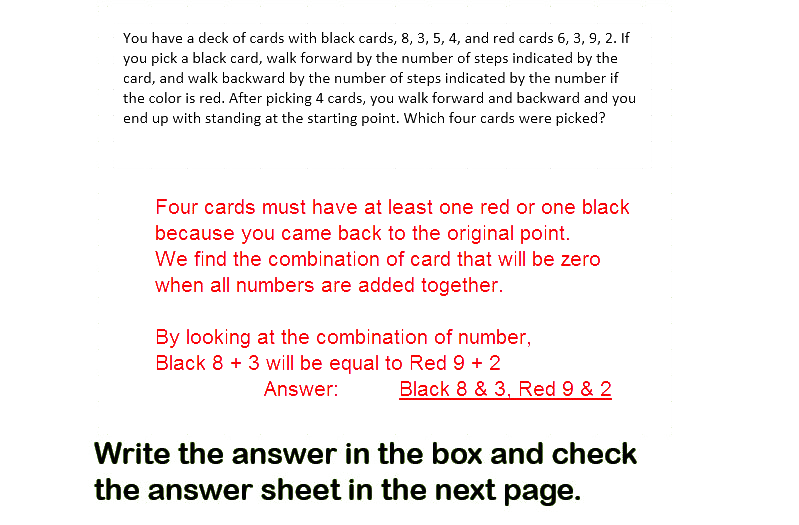 You have a deck of cards with black cards, 8, 3, 5, 4, and red cards 6, 3, 9, 2. If
you pick a black card, walk forward by the number of steps indicated by the
card, and walk backward by the number of steps indicated by the number if
the color is red. After picking 4 cards, you walk forward and backward and you
end up with standing at the starting point. Which four cards were picked?
Four cards must have at least one red or one black
because you came back to the original point.
We find the combination of card that will be zero
when all numbers are added together.
By looking at the combination of number,
Black 8 + 3 will be equal to Red 9 + 2
Answer: Black 8 & 3, Red 9 & 2
Write the answer in the box and check
the answer sheet in the next page.